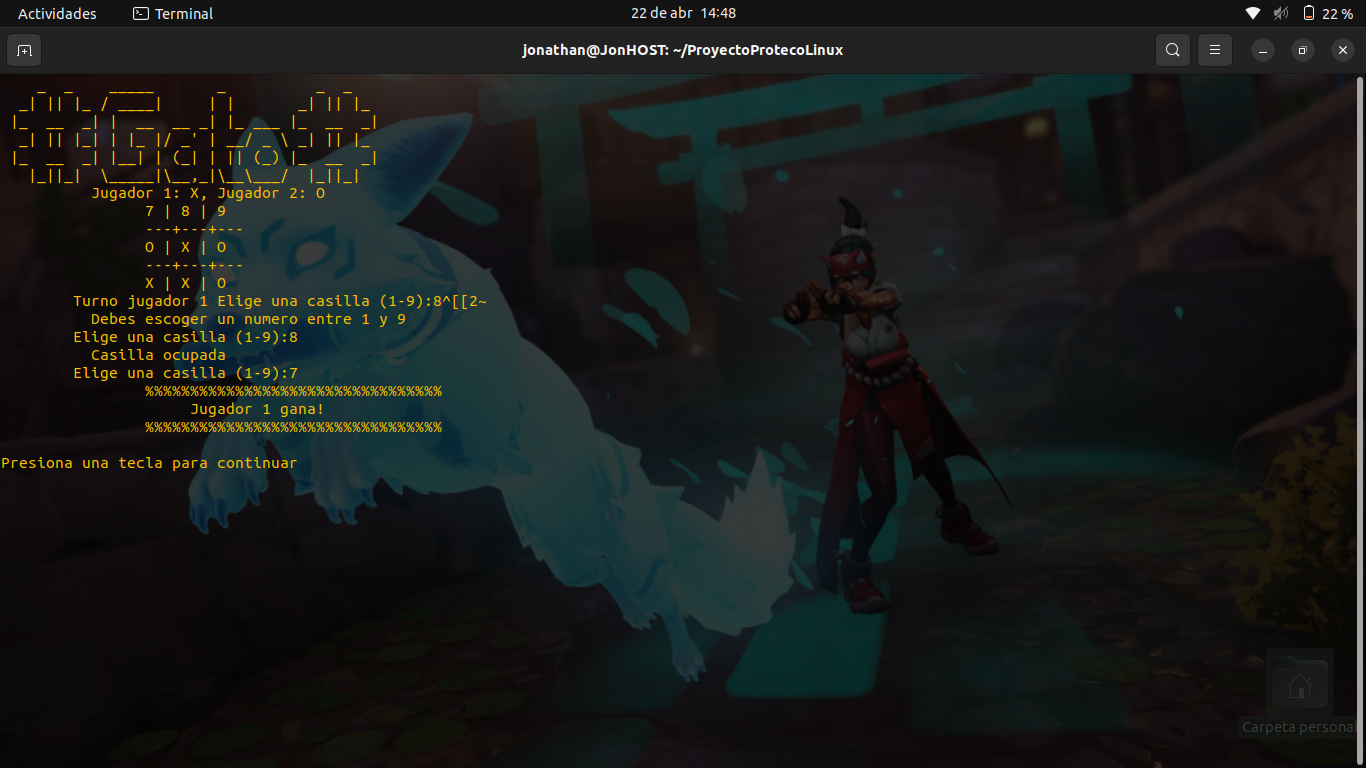 Actividades
Terminal
22 de abr 14:48
22 %
jonathan@JonHOST: ~/ProyectoProtecoLinux
#Gato#
Jugador 1: X, Jugador 2: O
7 | 8 | 9
---+---+---
O | X | O
---+---+---
X | X | O
Turno jugador 1 Elige una casilla (1-9):8^[[2~
Debes escoger un numero entre 1 y 9
Elige una casilla (1-9):8
Casilla ocupada
Elige una casilla (1-9):7
%%%%%%%%%%%%%%%%%%%%%%%%%%%%%%%%%
Jugador 1 gana!
%%%%%%%%%%%%%%%%%%%%%%%%%%%%%%%%%
Presiona una tecla para continuar
Carpeta personal